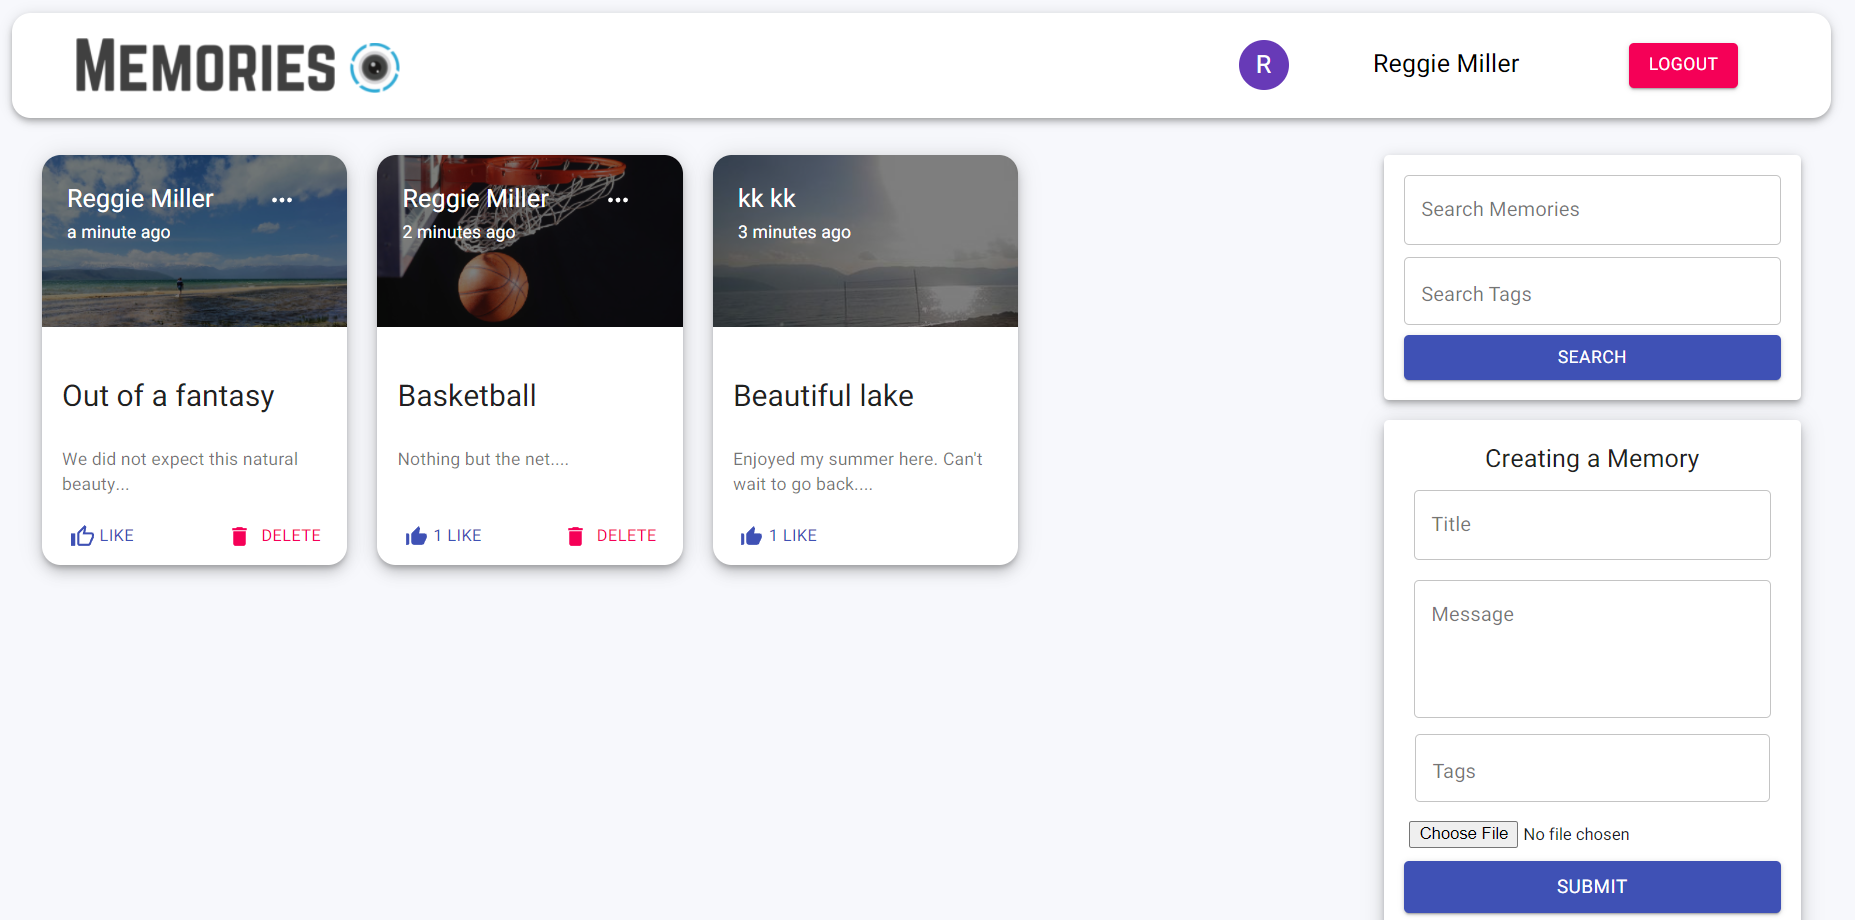 MEMORIES
R
Reggie Miller
LOGOUT
Reggie Miller
a minute ago
Out of a fantasy
We did not expect this natural
beauty...
LIKE
DELETE
Reggie Miller
2 minutes ago
Basketball
Nothing but the net....
1 LIKE
DELETE
kk kk
3 minutes ago
Beautiful lake
Enjoyed my summer here. Can't
wait to go back....
1 LIKE
Search Memories
Search Tags
SEARCH
Creating a Memory
Title
Message
Tags
Choose File No file chosen
SUBMIT